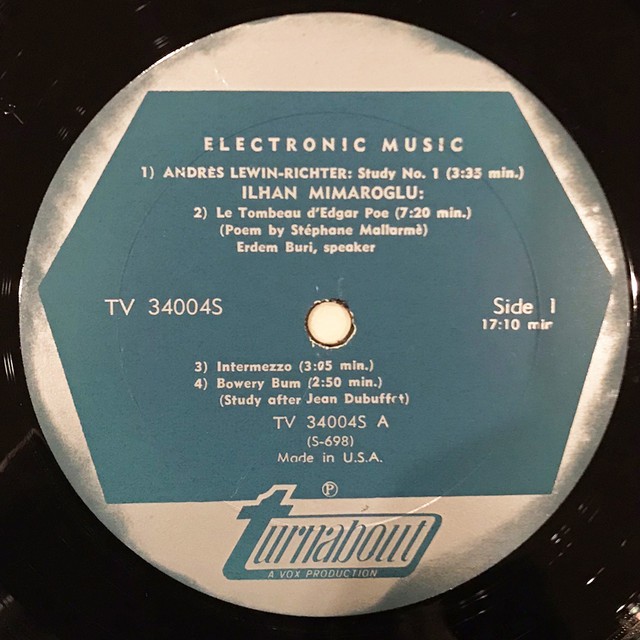 ELECTRONIC MUSIC
1) ANDRÈS LEWIN-RICHTER: Study No. 1 (3:35 min.)
ILHAN MIMAROGLU:
2) Le Tombeau d'Edgar Poe (7:20 min.)
(Poem by Stéphane Mallarmè)
Erdem Buri, speaker
TV 34004S
Side 1
17:10 min
3) Intermezzo (3:05 min.)
4) Bowery Bum (2:50 min.)
(Study after Jean Dubuffet)
TV 34004S A
(S-698)
Made in U.S.A.
℗
turnabout
A VOX PRODUCTION